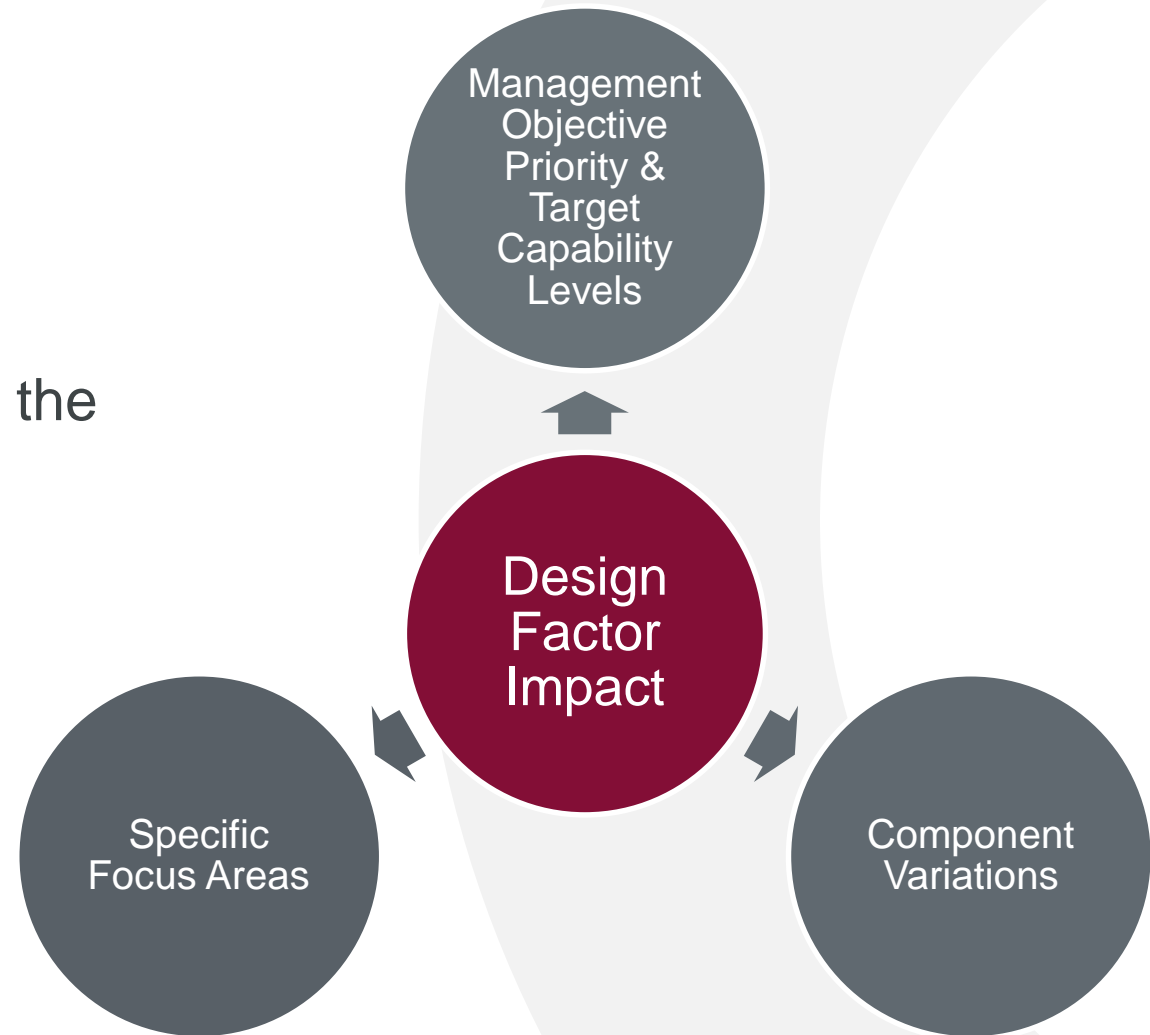 Management
Objective
Priority &
Target
Capability
Levels
the
Design
Factor
Impact
Specific
Focus Areas
Component
Variations